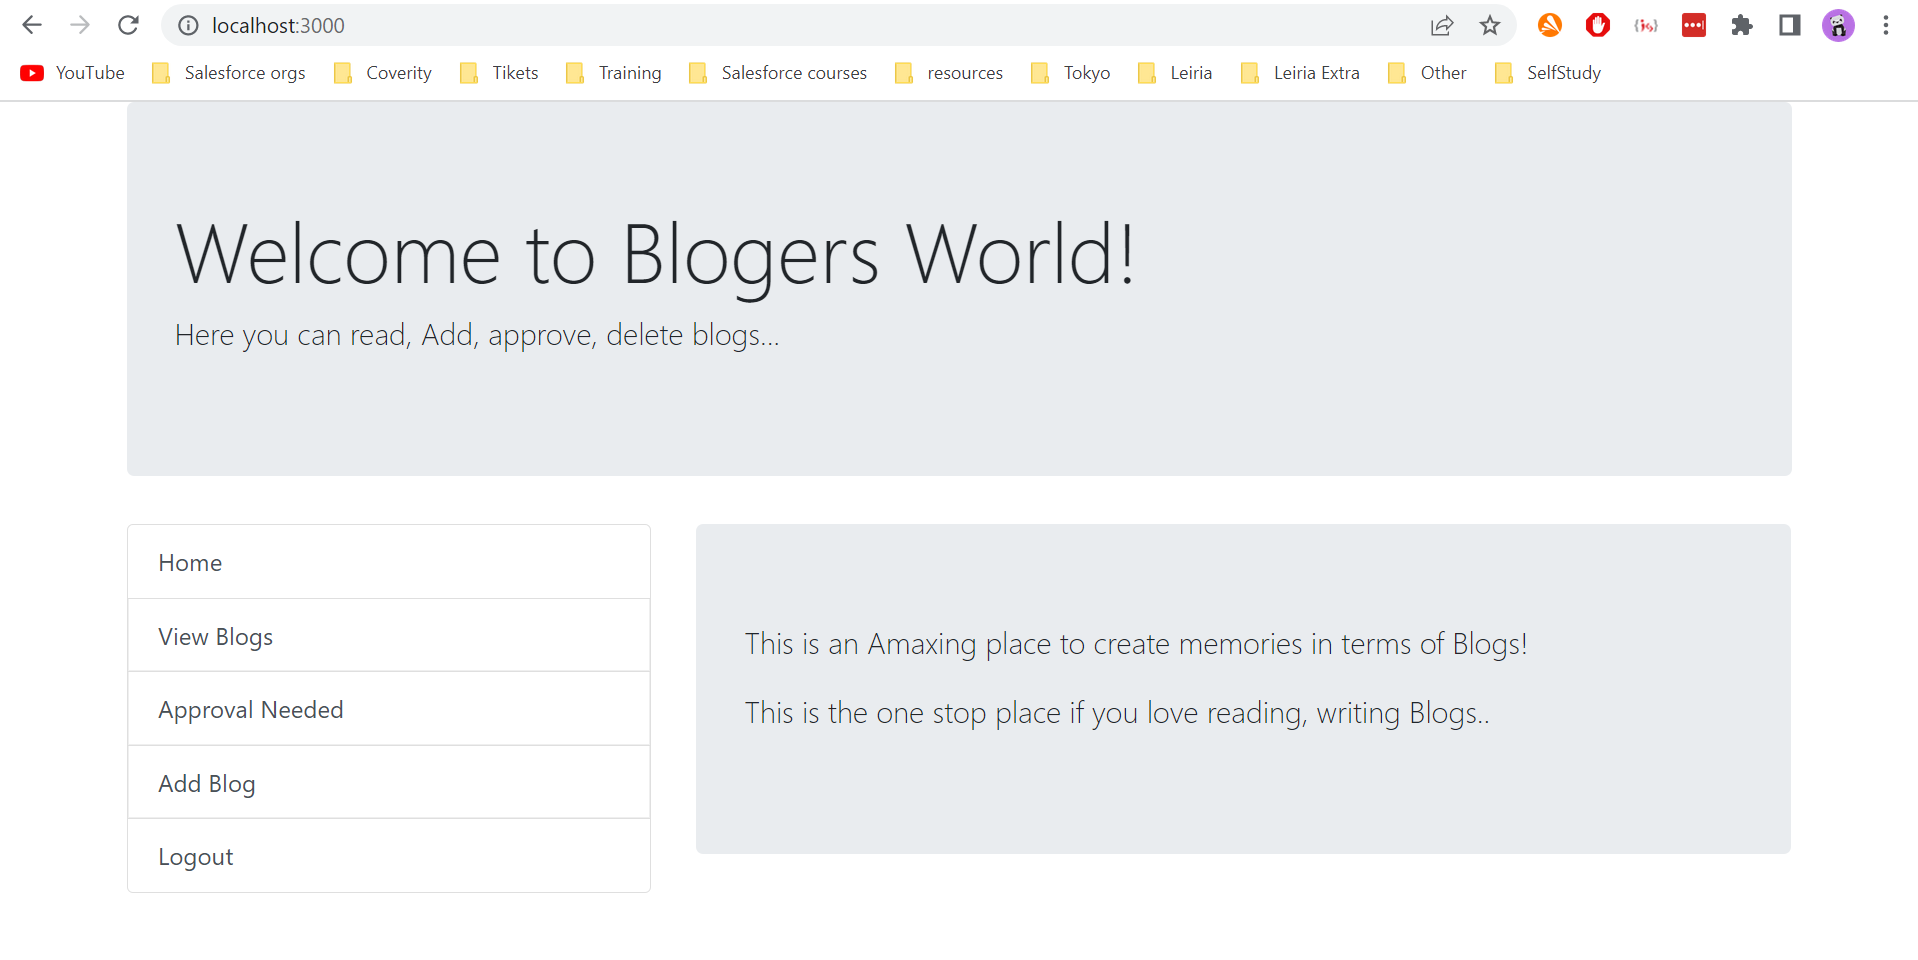 localhost:3000
YouTube Salesforce orgs Coverity Tikets Training Salesforce courses resources Tokyo Leiria Leiria Extra Other SelfStudy
Welcome to Blogers World!
Here you can read, Add, approve, delete blogs...
Home
View Blogs
Approval Needed
Add Blog
Logout
This is an Amaxing place to create memories in terms of Blogs!
This is the one stop place if you love reading, writing Blogs..